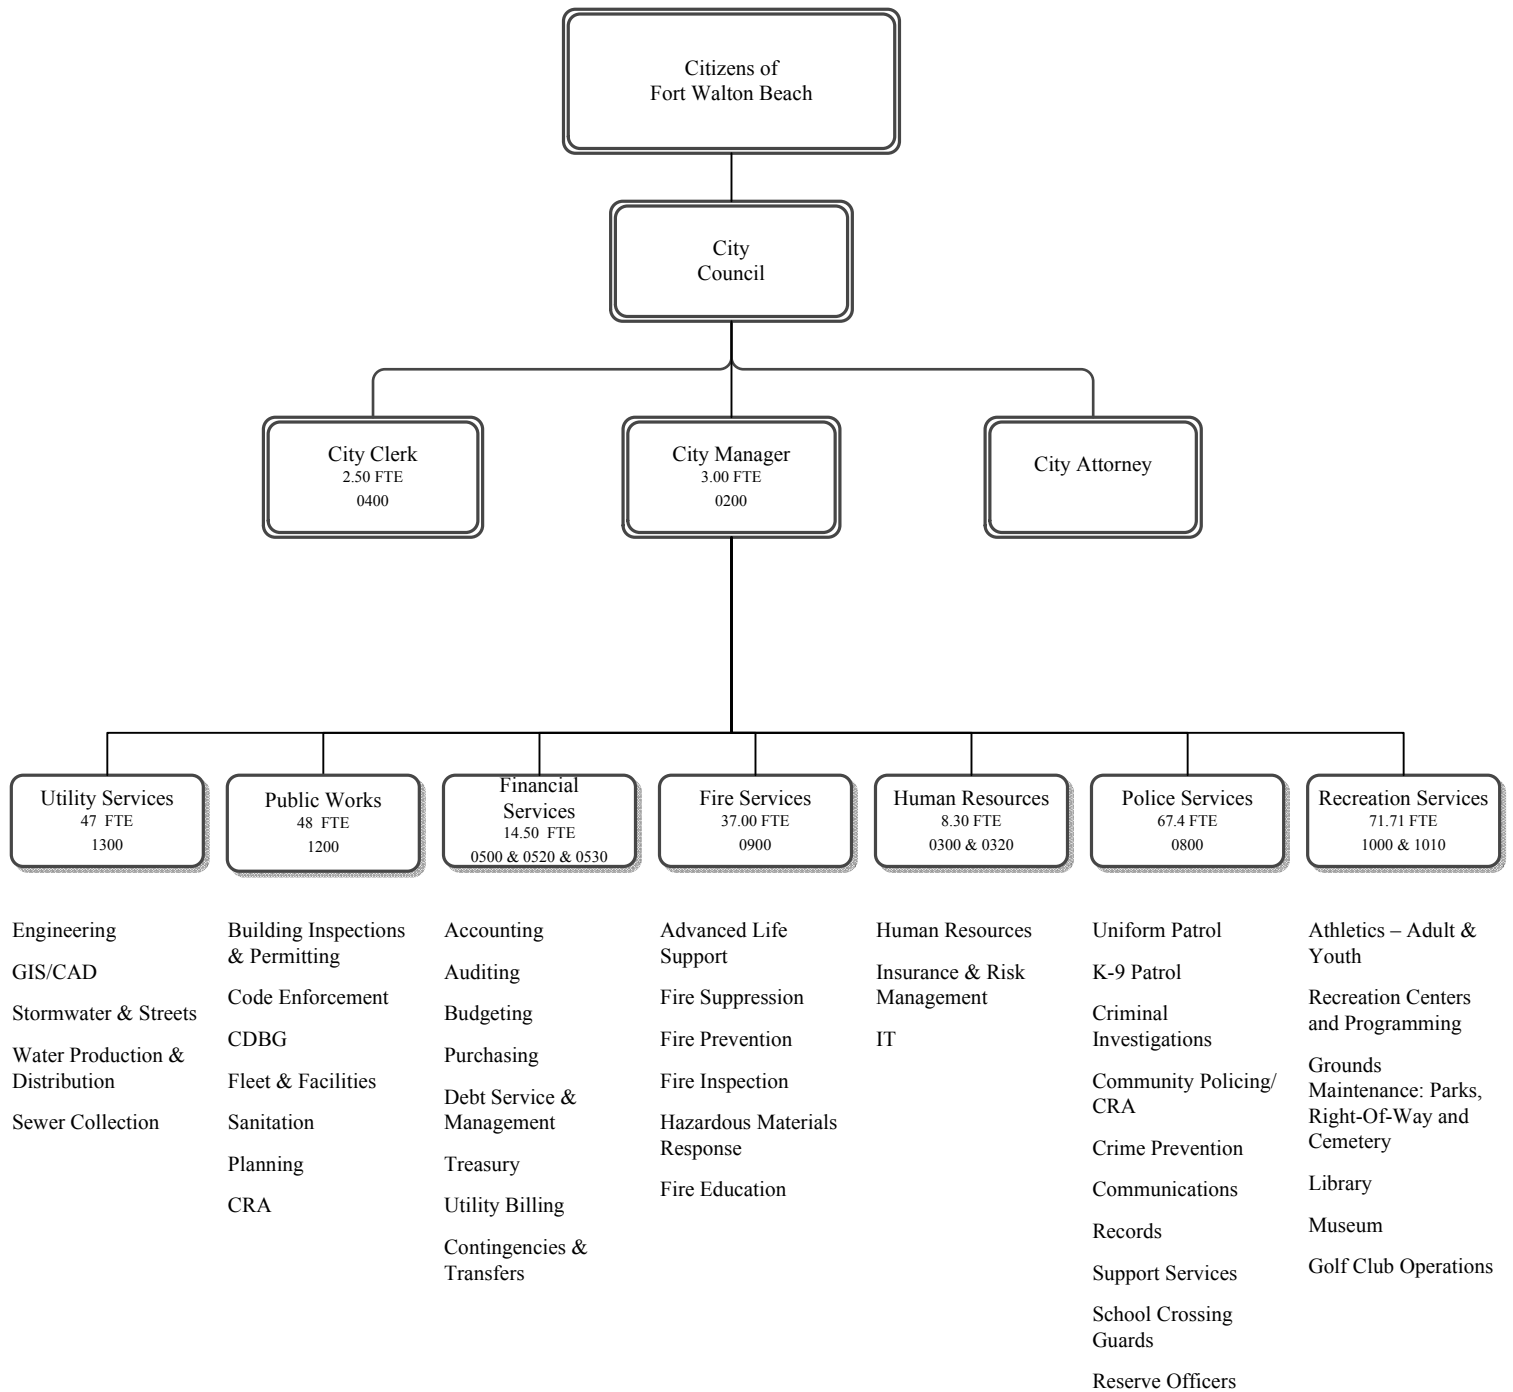 Citizens of
Fort Walton Beach
City
Council
City Clerk
2.50 FTE
0400
City Manager
3.00 FTE
0200
City Attorney
Utility Services
47 FTE
1300
Public Works
48 FTE
1200
Financial
Services
14.50 FTE
0500 & 0520 & 0530
Fire Services
37.00 FTE
0900
Human Resources
8.30 FTE
0300 & 0320
Police Services
67.4 FTE
0800
Recreation Services
71.71 FTE
1000 & 1010
Engineering
GIS/CAD
Stormwater & Streets
Water Production &
Distribution
Sewer Collection
Building Inspections
& Permitting
Code Enforcement
CDBG
Fleet & Facilities
Sanitation
Planning
CRA
Accounting
Auditing
Budgeting
Purchasing
Debt Service &
Management
Treasury
Utility Billing
Contingencies &
Transfers
Advanced Life
Support
Fire Suppression
Fire Prevention
Fire Inspection
Hazardous Materials
Response
Fire Education
Human Resources
Insurance & Risk
Management
IT
Uniform Patrol
K-9 Patrol
Criminal
Investigations
Community Policing/
CRA
Crime Prevention
Communications
Records
Support Services
School Crossing
Guards
Reserve Officers
Athletics – Adult &
Youth
Recreation Centers
and Programming
Grounds
Maintenance: Parks,
Right-Of-Way and
Cemetery
Library
Museum
Golf Club Operations